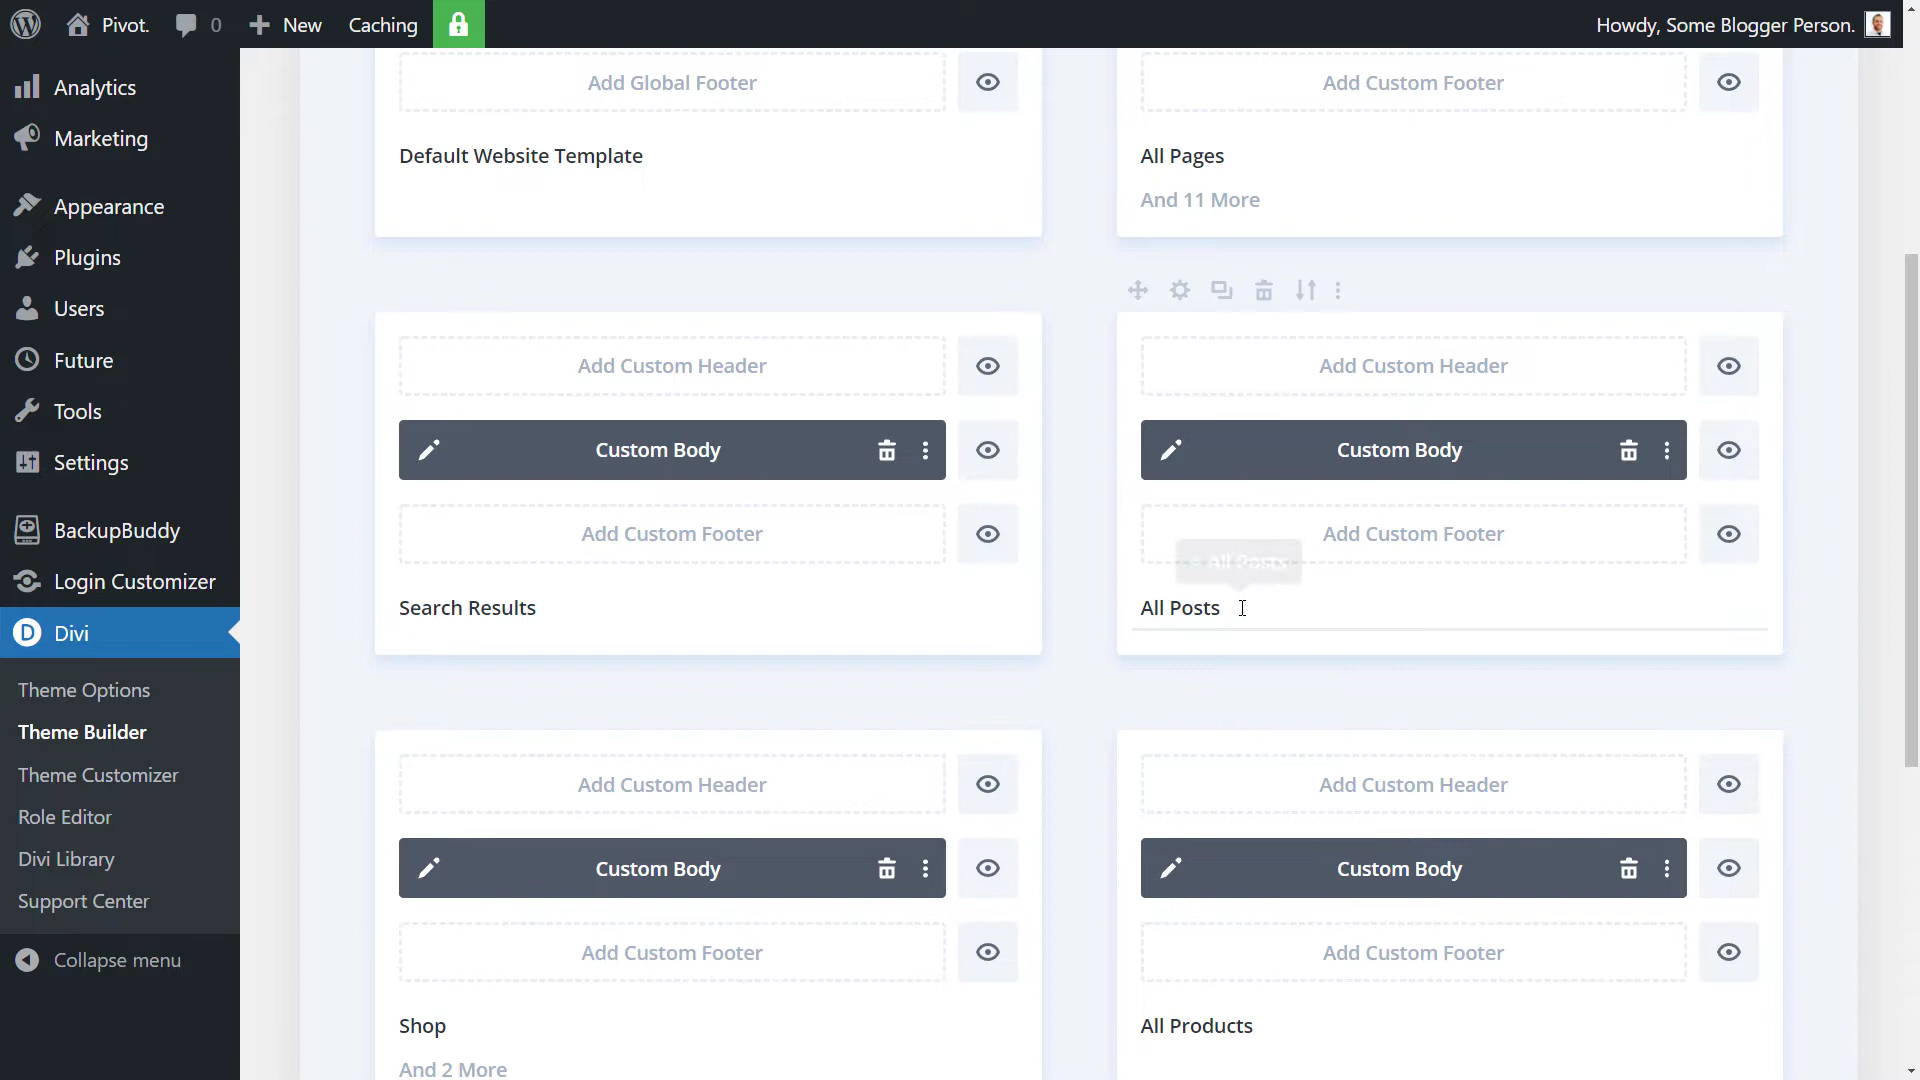 Pivot.
0
New
Caching
Howdy, Some Blogger Person.
Analytics
Marketing
Appearance
Plugins
Users
Future
Tools
Settings
BackupBuddy
Login Customizer
Divi
Theme Options
Theme Builder
Theme Customizer
Role Editor
Divi Library
Support Center
Collapse menu
Add Global Footer
Default Website Template
Add Custom Footer
All Pages
And 11 More
Add Custom Header
Custom Body
Add Custom Footer
Search Results
Add Custom Header
Custom Body
Add Custom Footer
All Posts
All Posts
Add Custom Header
Custom Body
Add Custom Footer
Shop
And 2 More
Add Custom Header
Custom Body
Add Custom Footer
All Products